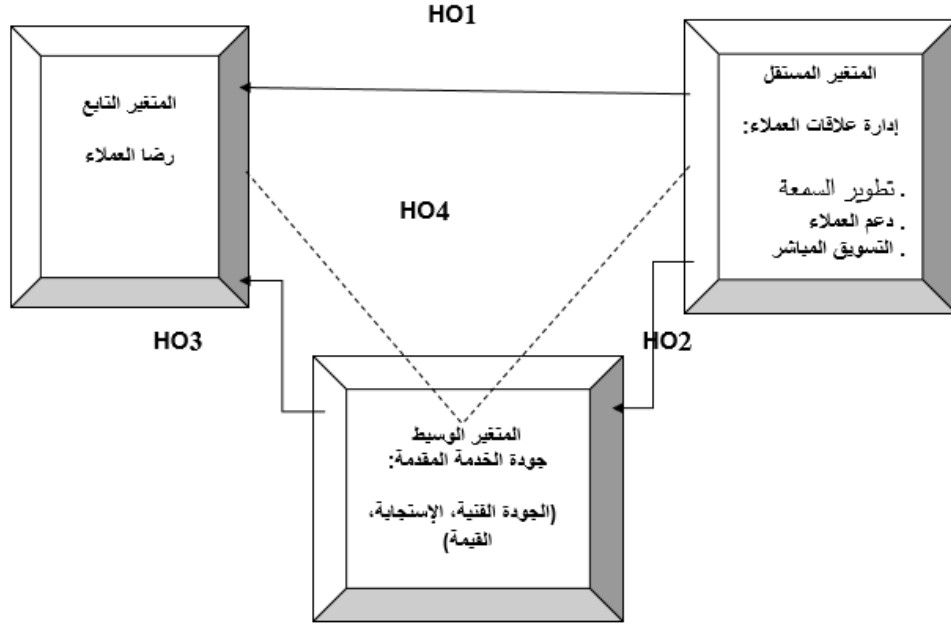 HO1
المتغير المستقل
إدارة علاقات العملاء:
. تطوير السمعة
. دعم العملاء
. التسويق المباشر
المتغير التابع
رضا العملاء
HO4
HO2
HO3
المتغير الوسيط
جودة الخدمة المقدمة:
(الجودة الفنية، الإستجابة،
القيمة)